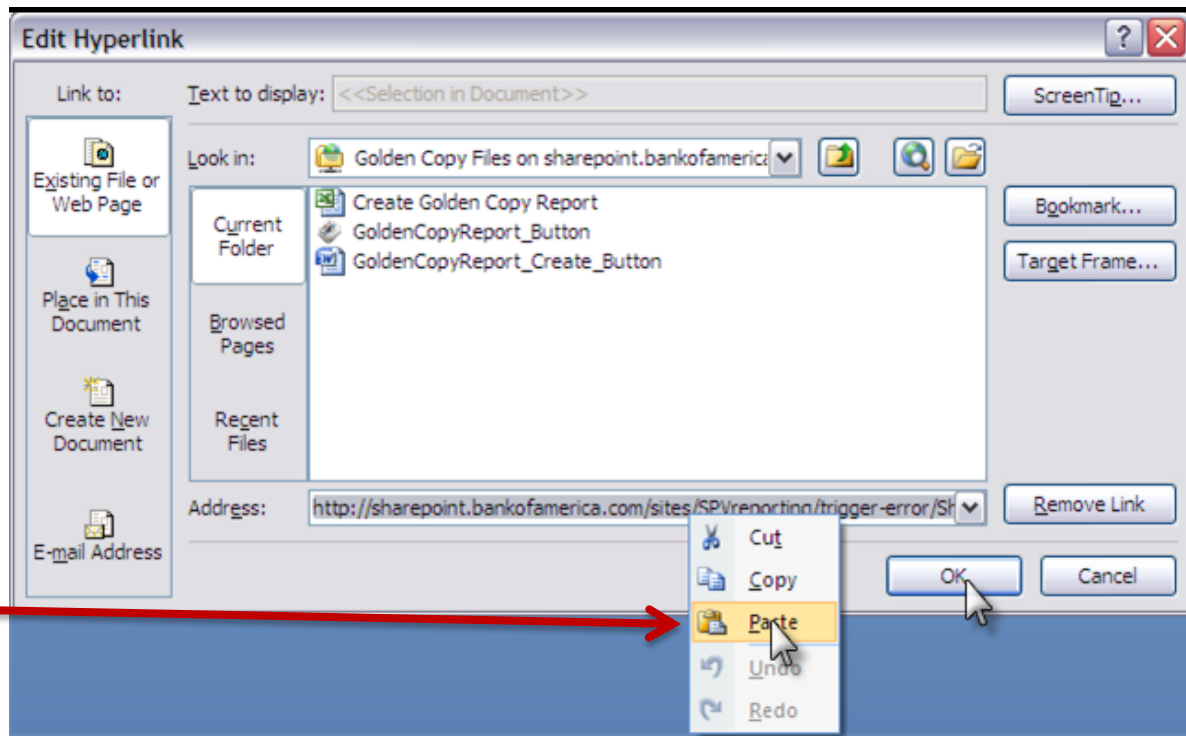 Edit Hyperlink
Link to:
Text to display: <<Selection in Document>>
ScreenTip...
Existing File or
Web Page
Look in:
Golden Copy Files on sharepoint.bankofamerica
Current
Folder
Create Golden Copy Report
GoldenCopyReport_Button
GoldenCopyReport_Create_Button
Bookmark...
Target Frame...
Place in This
Document
Browsed
Pages
Create New
Document
Recent
Files
Address:
http://sharepoint.bankofamerica.com/sites/SPVreporting/trigger-error/Sh
Remove Link
E-mail Address
Cut
Copy
Paste
Undo
Redo
OK
Cancel